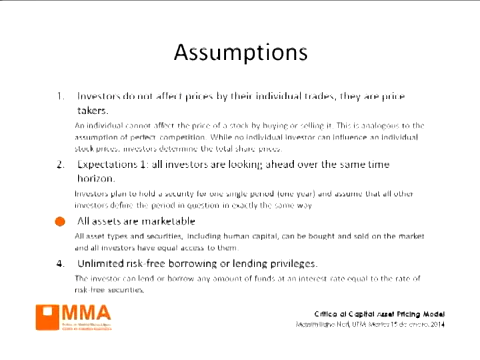 Assumptions
1. Investors do not affect prices by their individual trades, they are price
takers.
An individual cannot affect the price of a stock by buying or selling it. This is analogous to the
assumption of perfect competition. While no individual investor can influence an individual
stock prices, investors determine the total share prices.
2. Expectations 1: all investors are looking ahead over the same time
horizon.
Investors plan to hold a security for one single period (one year) and assume that all other
investors define the period in question in exactly the same way
All assets are marketable
All asset types and securities, including human capital, can be bought and sold on the market
and all investors have equal access to them
4. Unlimited risk-free borrowing or lending privileges.
The investor can lend or borrow any amount of funds at an interest rate equal to the rate of
risk-free securities.
MMA
Critica al Capital Asset Pricing Model
Massimiliano Neri, UFM, Martes 15 de enero, 2014